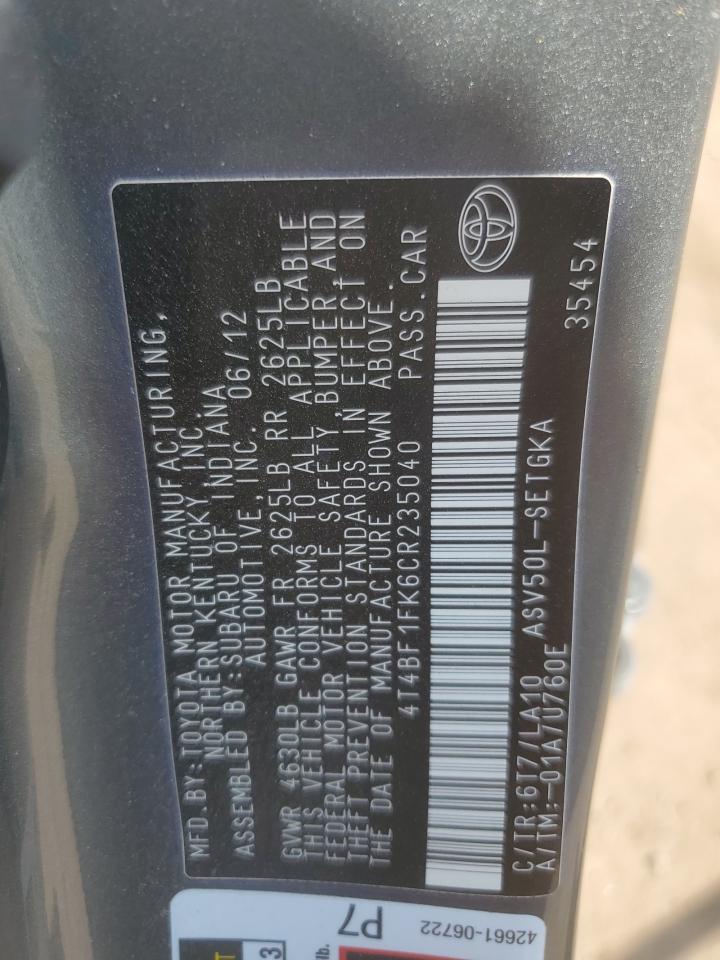 MFD. BY: TOYOTA MOTOR MANUFACTURING,
NORTHERN KENTUCKY, INC.
ASSEMBLED BY: SUBARU OF INDIANA
AUTOMOTIVE, INC. 06/12
GVWR 4630LB GAWR FR 2625LB RR 2625LB
THIS VEHICLE CONFORMS TO ALL APPLICABLE
FEDERAL MOTOR VEHICLE SAFETY, BUMPER, AND
THEFT PREVENTION STANDARDS IN EFFECT ON
THE DATE OF MANUFACTURE SHOWN ABOVE.
4T4BF1FK6CR235040 PASS. CAR
C/TR: 6T7/LA10 ASV50L-SETGKA
A/TM: -01A/U760E 35454
42661-06722
P7
lb.
3